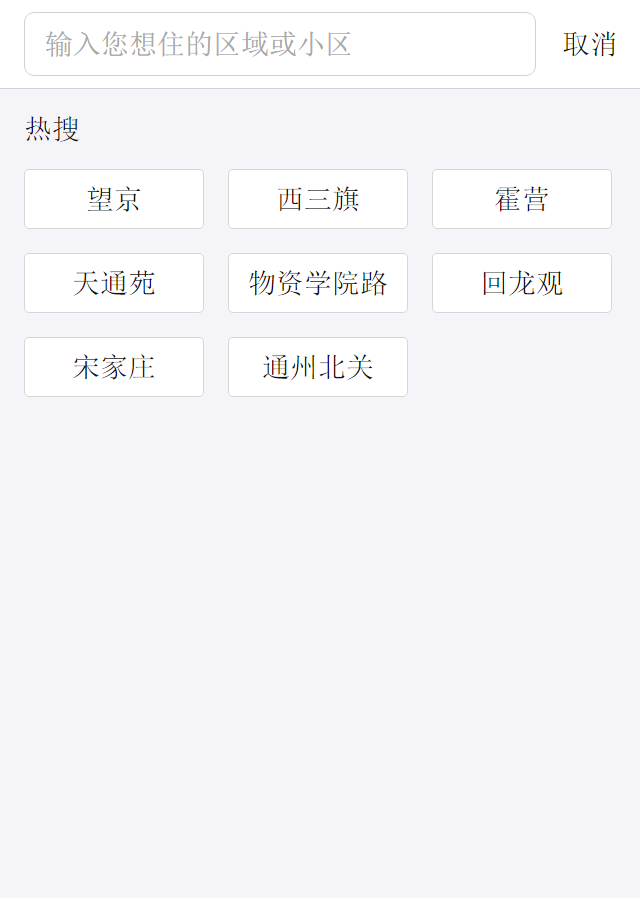 输入您想住的区域或小区 取消
热搜
望京 西三旗 霍营
天通苑 物资学院路 回龙观
宋家庄 通州北关